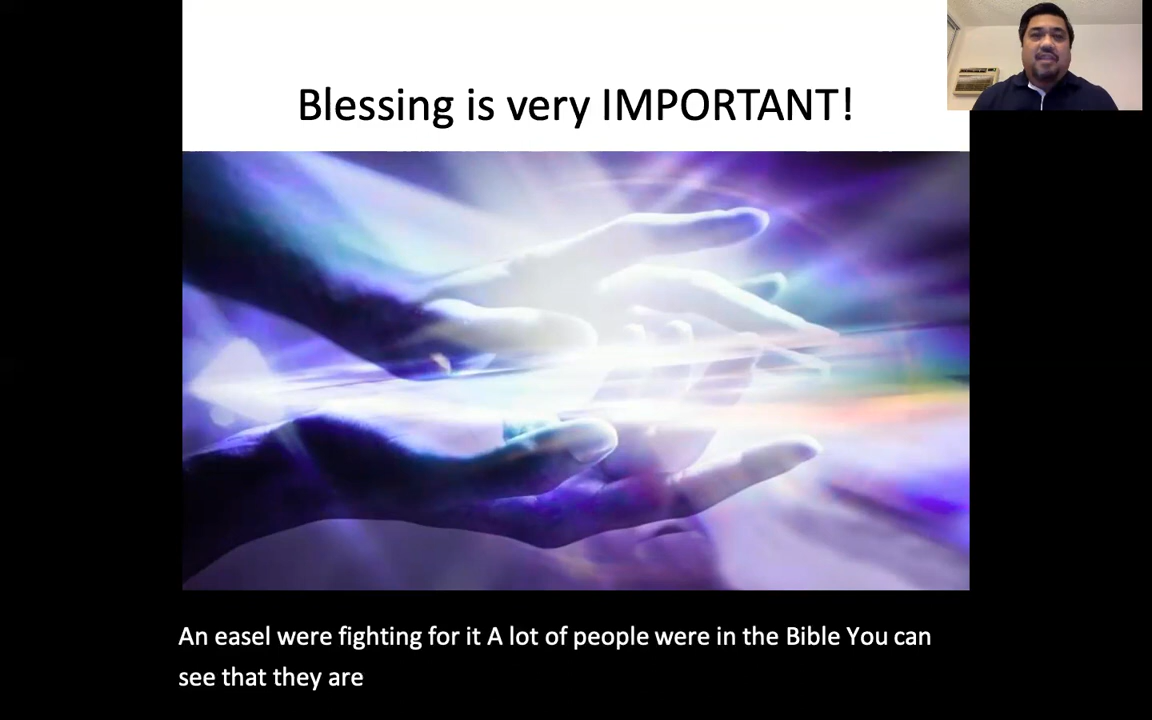 Blessing is very IMPORTANT!
An easel were fighting for it A lot of people were in the Bible You can
see that they are